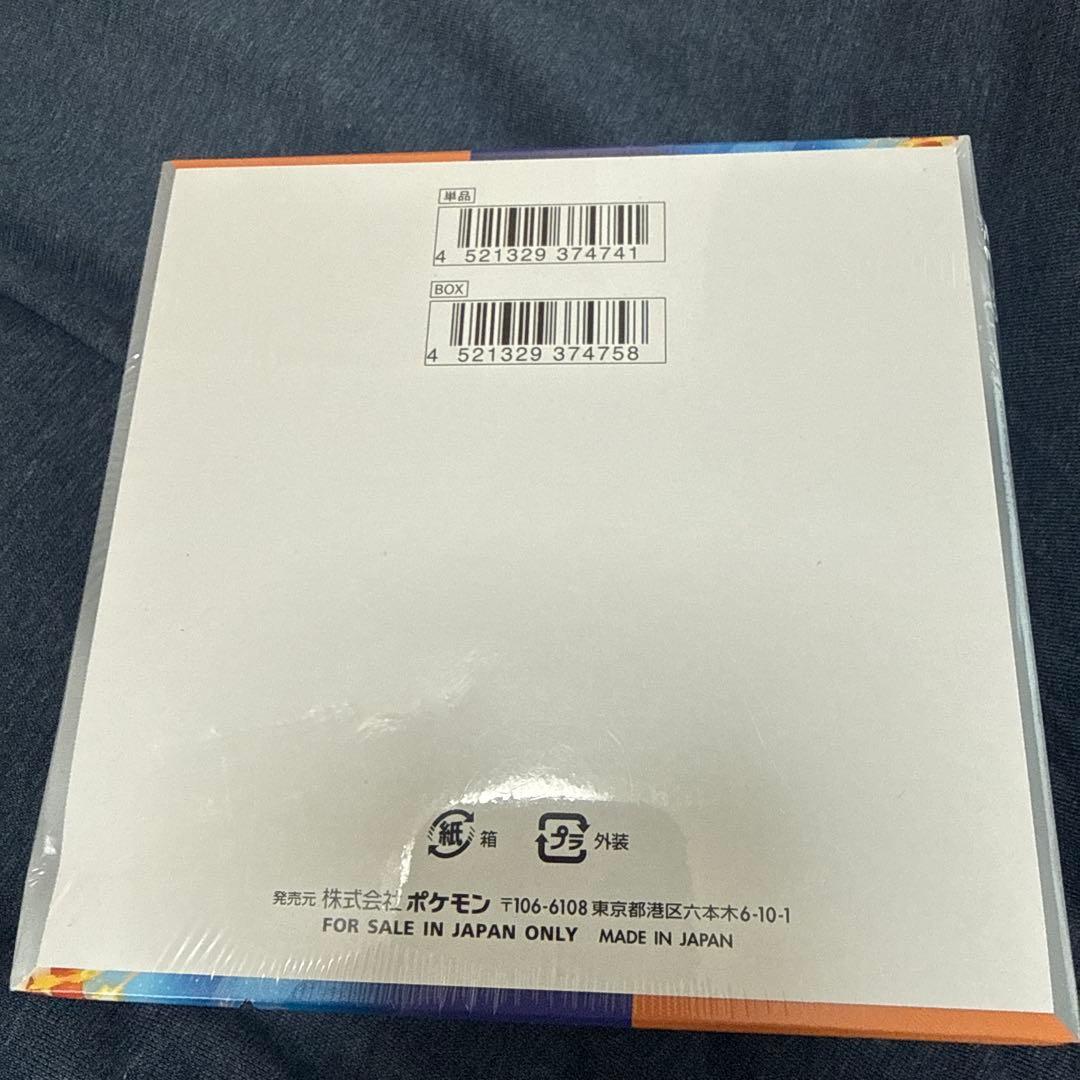 単品
4 521329 374741
BOX
4 521329 374758
紙 箱 プラ 外装
発売元 株式会社ポケモン 〒106-6108 東京都港区六本木6-10-1
FOR SALE IN JAPAN ONLY MADE IN JAPAN